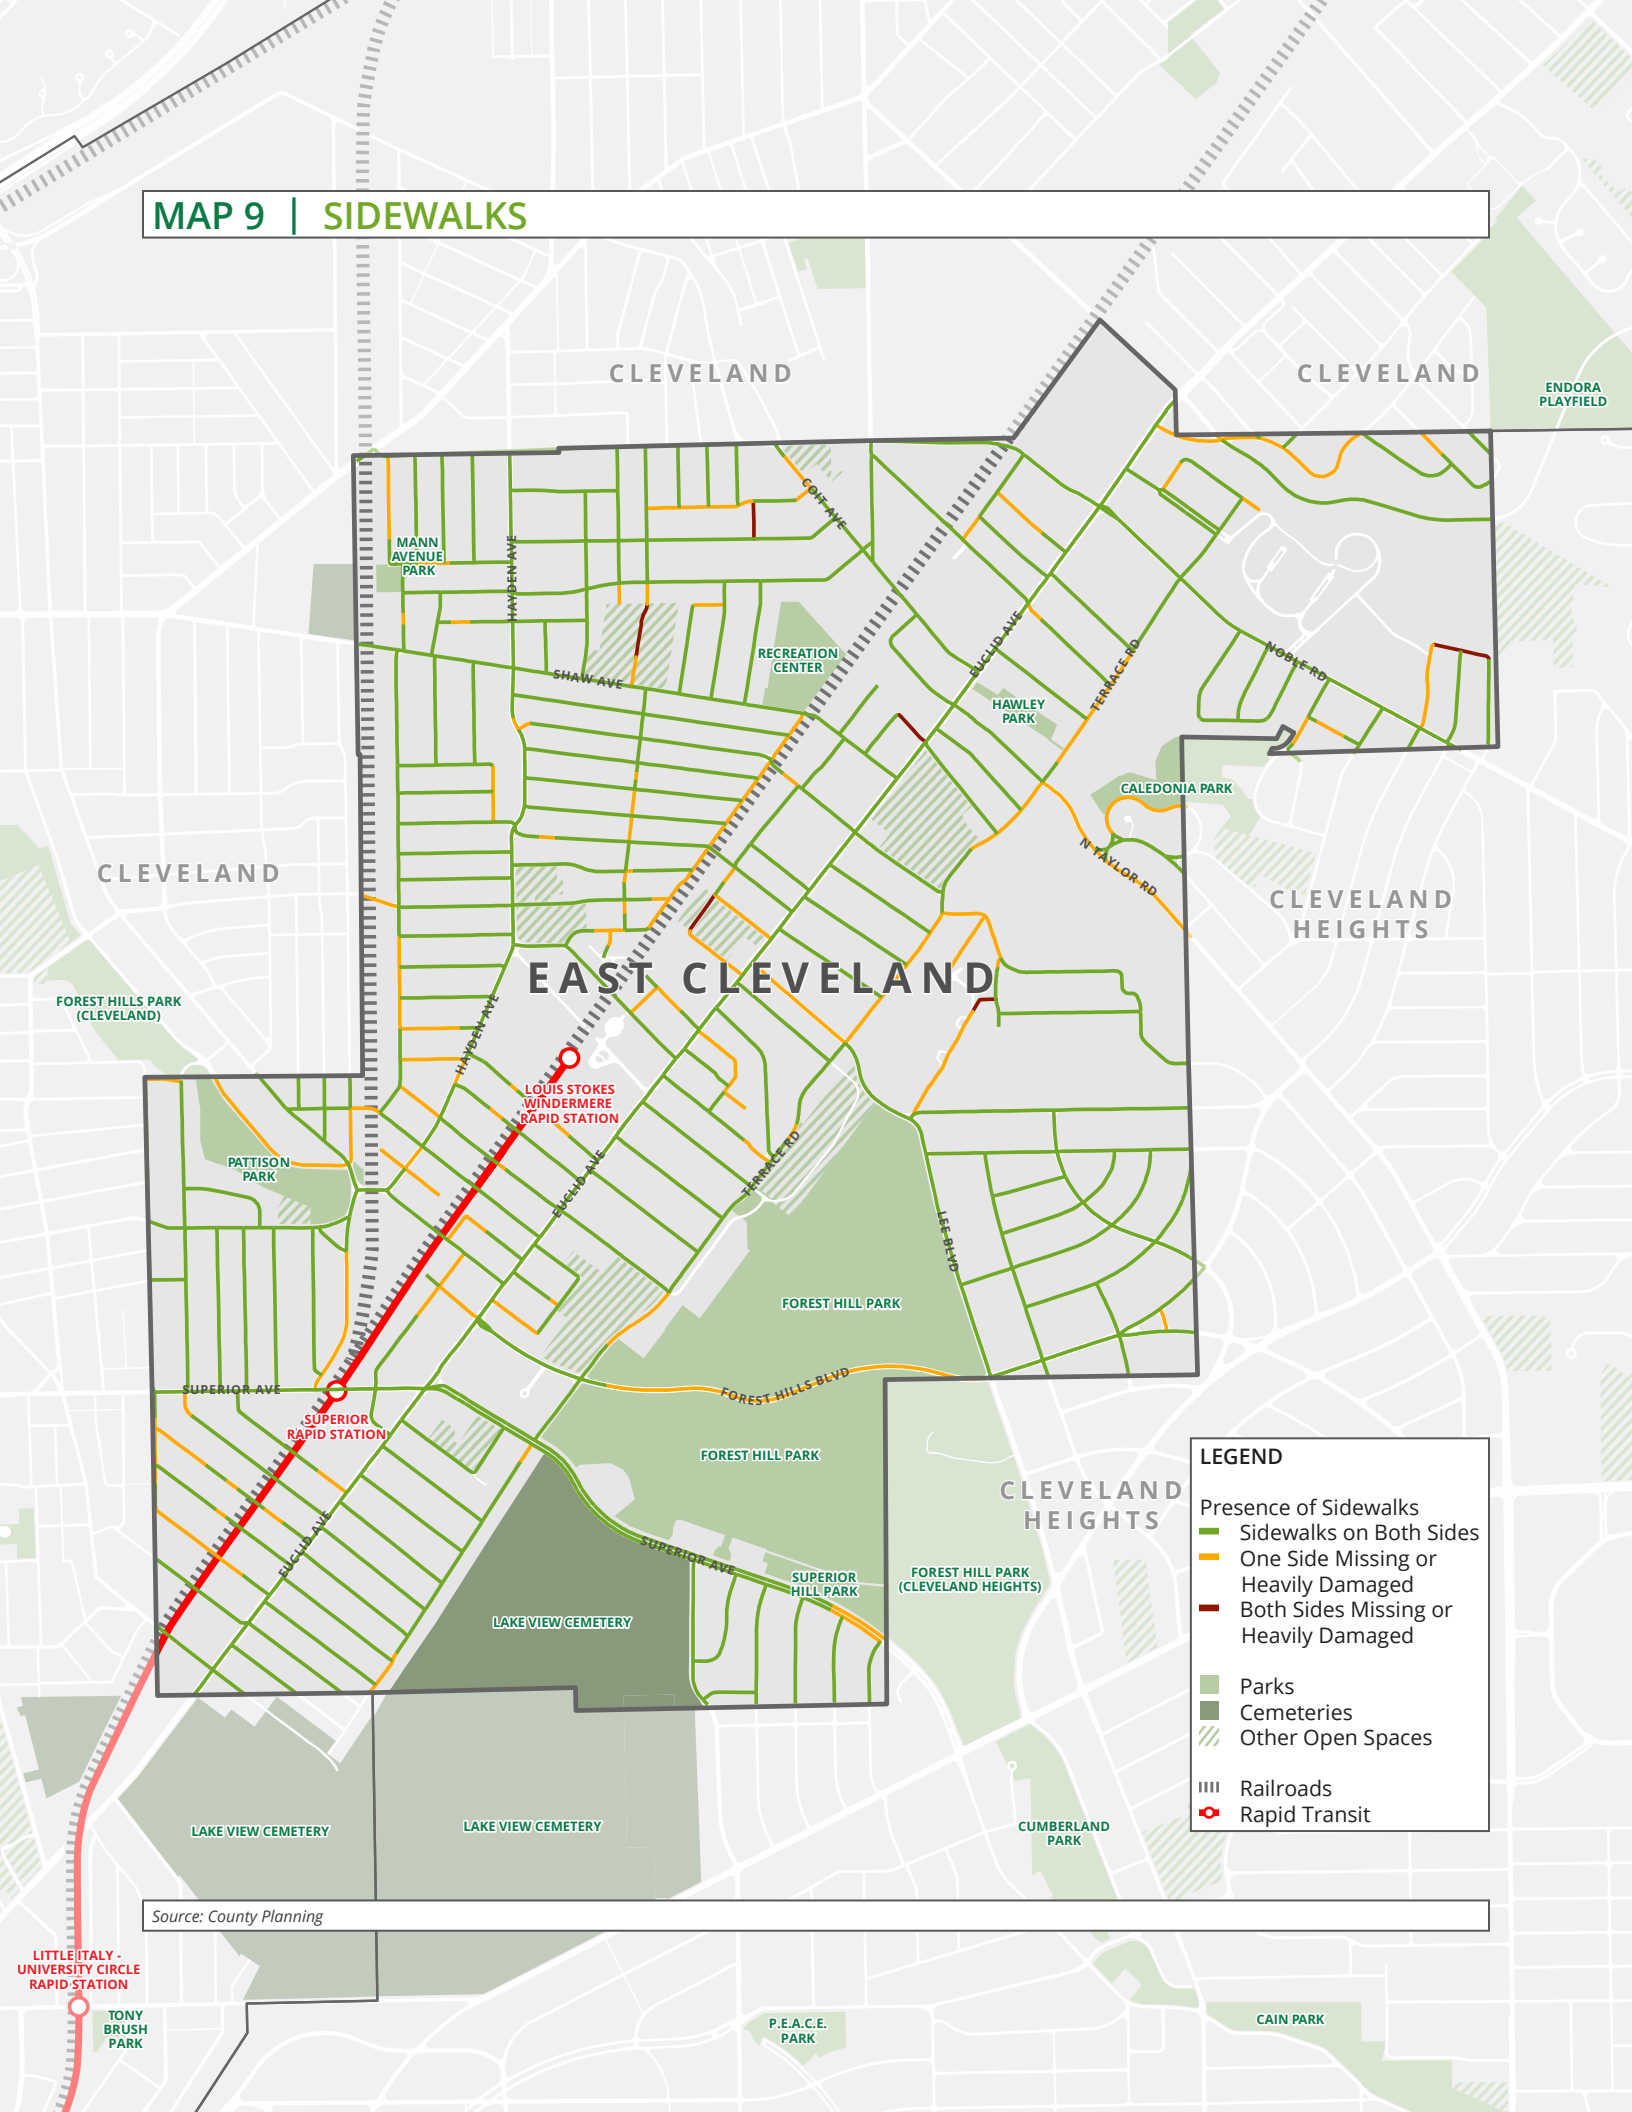 MAP 9 | SIDEWALKS
CLEVELAND
CLEVELAND
ENDORA
PLAYFIELD
COIT AVE
MANN
AVENUE
PARK
HAYDEN AVE
RECREATION
CENTER
SHAW AVE
EUCLID AVE
TERRACE RD
NOBLE RD
HAWLEY
PARK
CALEDONIA PARK
N TAYLOR RD
CLEVELAND
CLEVELAND
HEIGHTS
EAST CLEVELAND
FOREST HILLS PARK
(CLEVELAND)
HAYDEN AVE
LOUIS STOKES
WINDERMERE
RAPID STATION
PATTISON
PARK
EUCLID AVE
TERRACE RD
LEE BLVD
FOREST HILL PARK
FOREST HILLS BLVD
SUPERIOR AVE
SUPERIOR
RAPID STATION
FOREST HILL PARK
CLEVELAND
HEIGHTS
EUCLID AVE
SUPERIOR AVE
SUPERIOR
HILL PARK
FOREST HILL PARK
(CLEVELAND HEIGHTS)
LAKE VIEW CEMETERY
LEGEND
Presence of Sidewalks
Sidewalks on Both Sides
One Side Missing or
Heavily Damaged
Both Sides Missing or
Heavily Damaged
Parks
Cemeteries
Other Open Spaces
Railroads
Rapid Transit
LAKE VIEW CEMETERY
LAKE VIEW CEMETERY
CUMBERLAND
PARK
Source: County Planning
LITTLE ITALY -
UNIVERSITY CIRCLE
RAPID STATION
TONY
BRUSH
PARK
P.E.A.C.E.
PARK
CAIN PARK